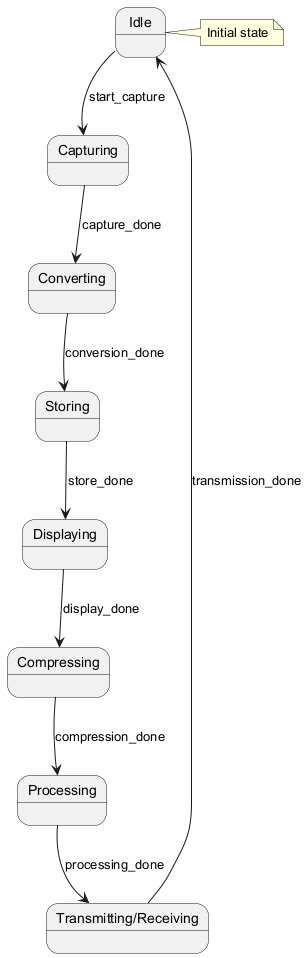 Idle
Initial state
start_capture
Capturing
capture_done
Converting
conversion_done
Storing
store_done
transmission_done
Displaying
display_done
Compressing
compression_done
Processing
processing_done
Transmitting/Receiving